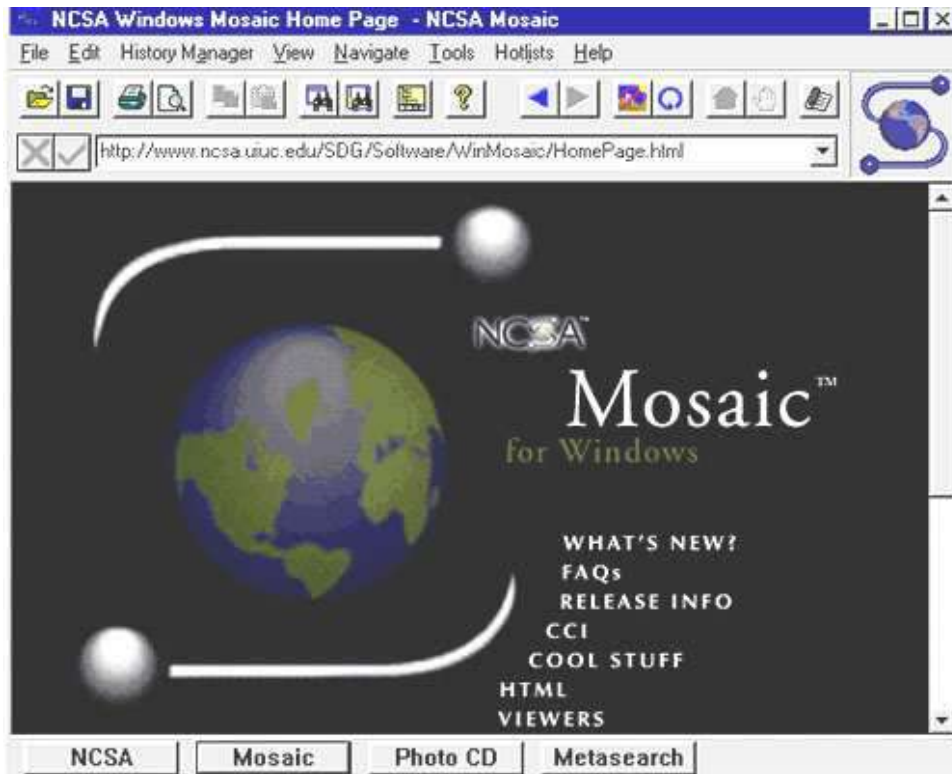 NCSA Windows Mosaic Home Page - NCSA Mosaic
File Edit History Manager View Navigate Tools Hotlists Help
http://www.ncsa.uiuc.edu/SDG/Software/WinMosaic/HomePage.html
NCSA™
Mosaic™
for Windows
WHAT'S NEW?
FAQs
RELEASE INFO
CCI
COOL STUFF
HTML
VIEWERS
NCSA Mosaic Photo CD Metasearch